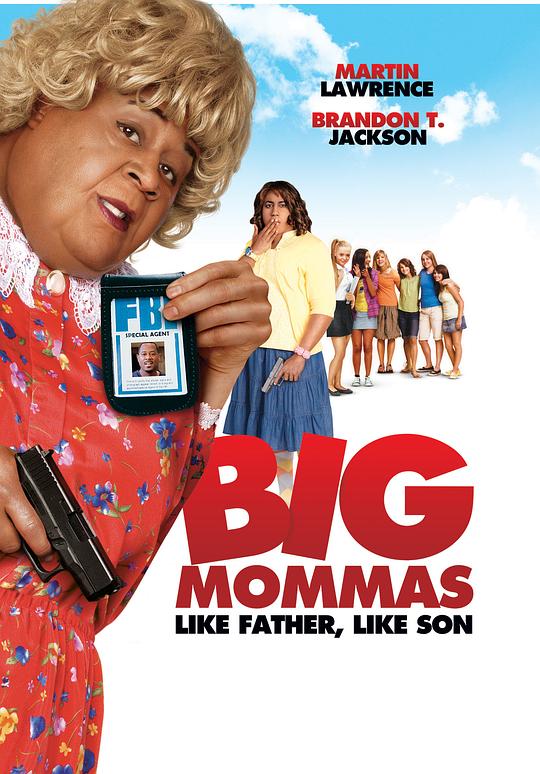 MARTIN
LAWRENCE
BRANDON T.
JACKSON
FBI
SPECIAL AGENT
BIG
MOMMAS
LIKE FATHER, LIKE SON